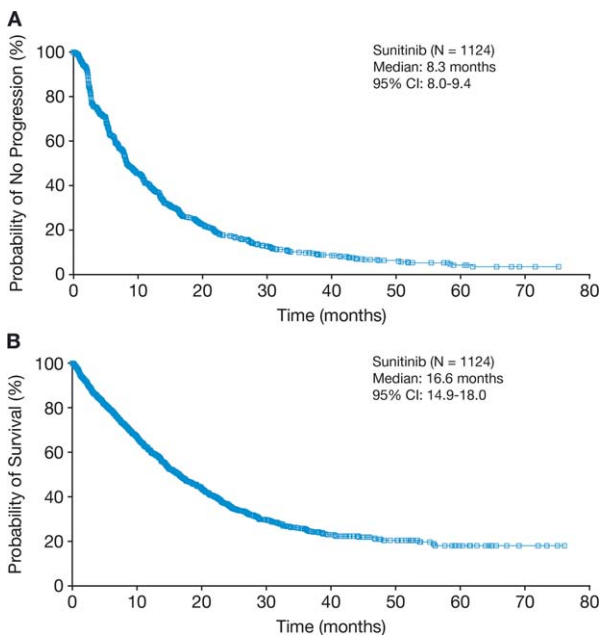 A
Sunitinib (N = 1124)
Median: 8.3 months
95% CI: 8.0-9.4
Probability of No Progression (%)
100
80
60
40
20
0
0 10 20 30 40 50 60 70 80
Time (months)
B
Sunitinib (N = 1124)
Median: 16.6 months
95% CI: 14.9-18.0
Probability of Survival (%)
100
80
60
40
20
0
0 10 20 30 40 50 60 70 80
Time (months)